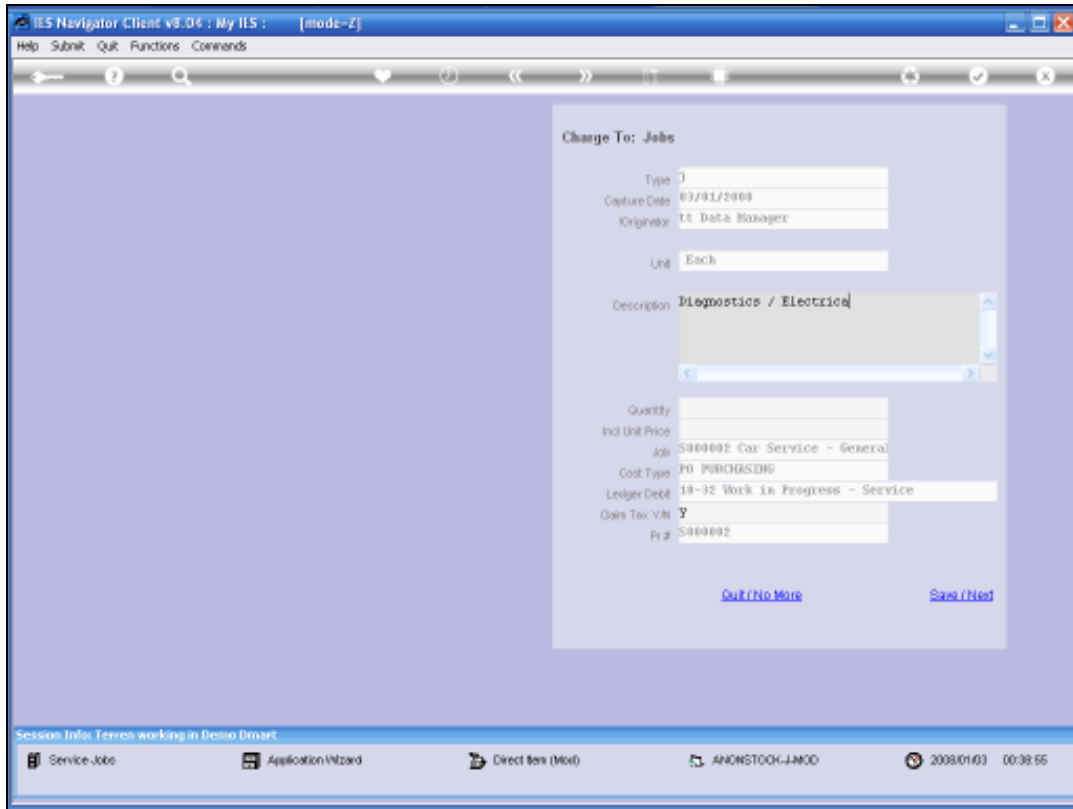 IES Navigator Client v8.04 : My IES : [mode=Z]
Help Submit Quit Functions Commands
Charge To: Jobs
Type J
Capture Date 03/01/2008
!Originator tt Data Manager
Unit Each
Description Diagnostics / Electrica
Quantity
Incl Unit Price
Job S000002 Car Service - General
Cost Type PO PURCHASING
Ledger Debit 18-32 Work in Progress - Service
Claim Tax: Y/N Y
Pr # S000002
Quit / No More Save / Next
Session Info: Terren working in Demo Dmart
Service Jobs Application Wizard Direct Item (Mod) ANONSTOCK-J-MOD 2008/01/03 00:38:55